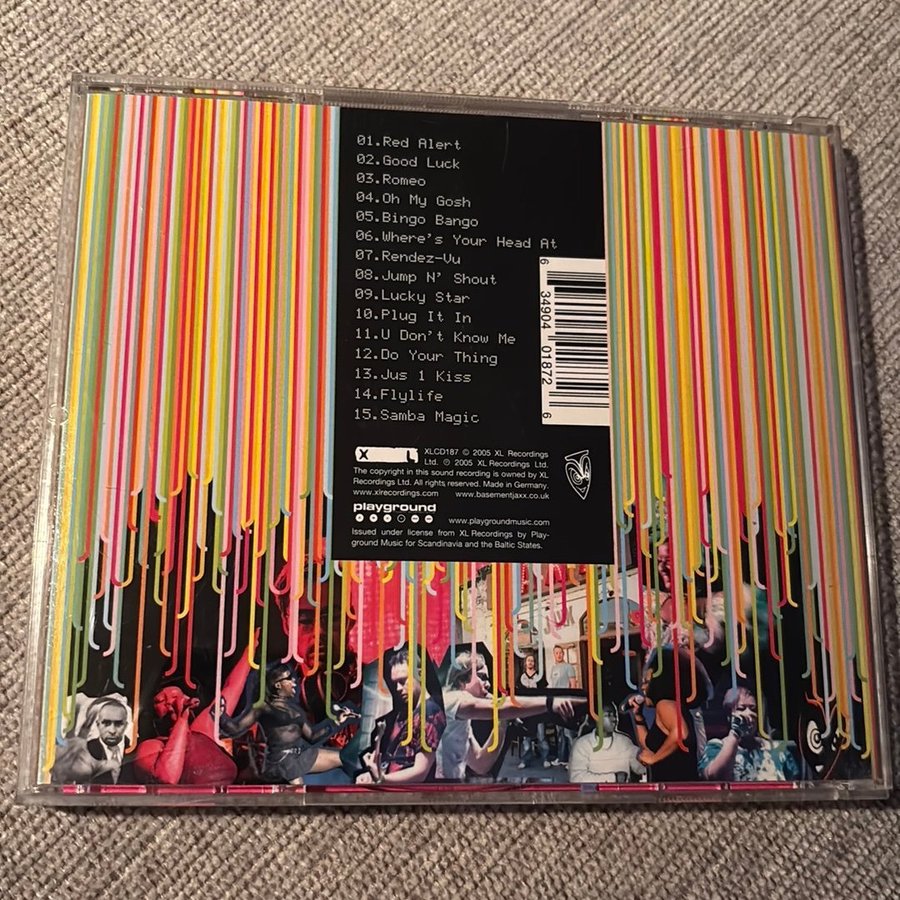 01.Red Alert
02.Good Luck
03.Romeo
04.Oh My Gosh
05.Bingo Bango
06.Where's Your Head At
07.Rendez-Vu
08.Jump N' Shout
09.Lucky Star
10.Plug It In
11.U Don't Know Me
12.Do Your Thing
13.Jus 1 Kiss
14.Flylife
15.Samba Magic
6 34904 01872 6
XL
XLCD187 © 2005 XL Recordings
Ltd. ℗ 2005 XL Recordings Ltd.
The copyright in this sound recording is owned by XL
Recordings Ltd. All rights reserved. Made in Germany.
www.xlrecordings.com www.basementjaxx.co.uk
playground
www.playgroundmusic.com
Issued under license from XL Recordings by Play-
ground Music for Scandinavia and the Baltic States.